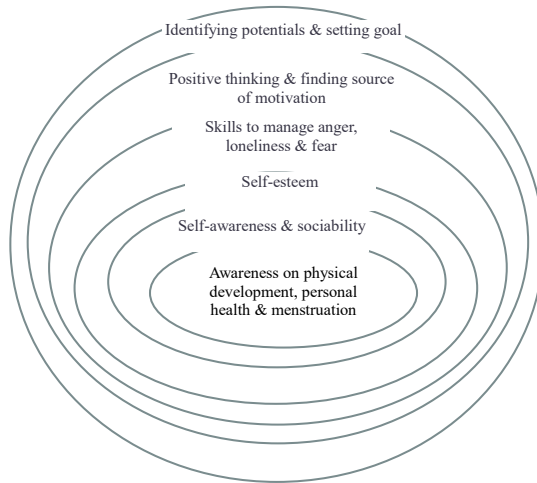 Identifying potentials & setting goal
Positive thinking & finding source
of motivation
Skills to manage anger,
loneliness & fear
Self-esteem
Self-awareness & sociability
Awareness on physical
development, personal
health & menstruation